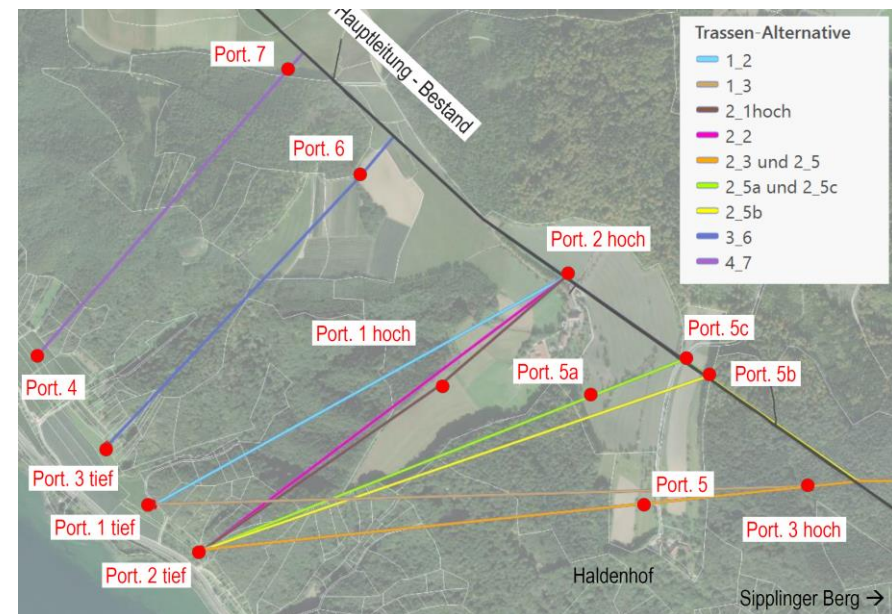 Port. 7
Hauptleitung - Bestand
Port. 6
Port. 2 hoch
Port. 1 hoch
Port. 5c
Port. 5a
Port. 5b
Port. 4
Port. 3 tief
Port. 1 tief
Port. 5
Port. 3 hoch
Port. 2 tief
Haldenhof
Sipplinger Berg →
Trassen-Alternative
1_2
1_3
2_1hoch
2_2
2_3 und 2_5
2_5a und 2_5c
2_5b
3_6
4_7